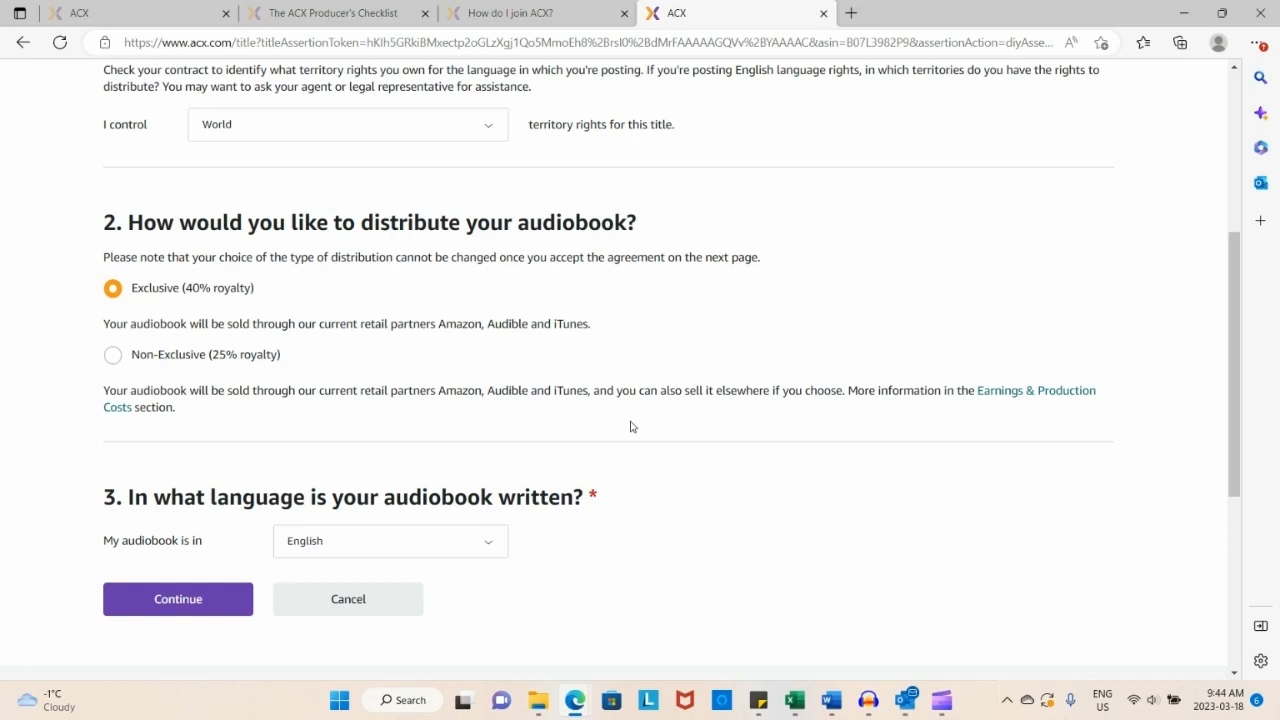 ACX
The ACX Producer's Checklist
How do I join ACX?
ACX
https://www.acx.com/title?titleAssertionToken=hKIh5GRkiBMxectp2oGLzXgj1Qo5MmoEh8%2Brsl0%2BdMrFAAAAAGQVv%2BYAAAAC&asin=B07L3982P9&assertionAction=diyAsse...
Check your contract to identify what territory rights you own for the language in which you're posting. If you're posting English language rights, in which territories do you have the rights to
distribute? You may want to ask your agent or legal representative for assistance.
I control World territory rights for this title.
2. How would you like to distribute your audiobook?
Please note that your choice of the type of distribution cannot be changed once you accept the agreement on the next page.
Exclusive (40% royalty)
Your audiobook will be sold through our current retail partners Amazon, Audible and iTunes.
Non-Exclusive (25% royalty)
Your audiobook will be sold through our current retail partners Amazon, Audible and iTunes, and you can also sell it elsewhere if you choose. More information in the Earnings & Production
Costs section.
3. In what language is your audiobook written? *
My audiobook is in English
Continue Cancel
-1°C
Cloudy
Search
ENG
US
9:44 AM
2023-03-18
6